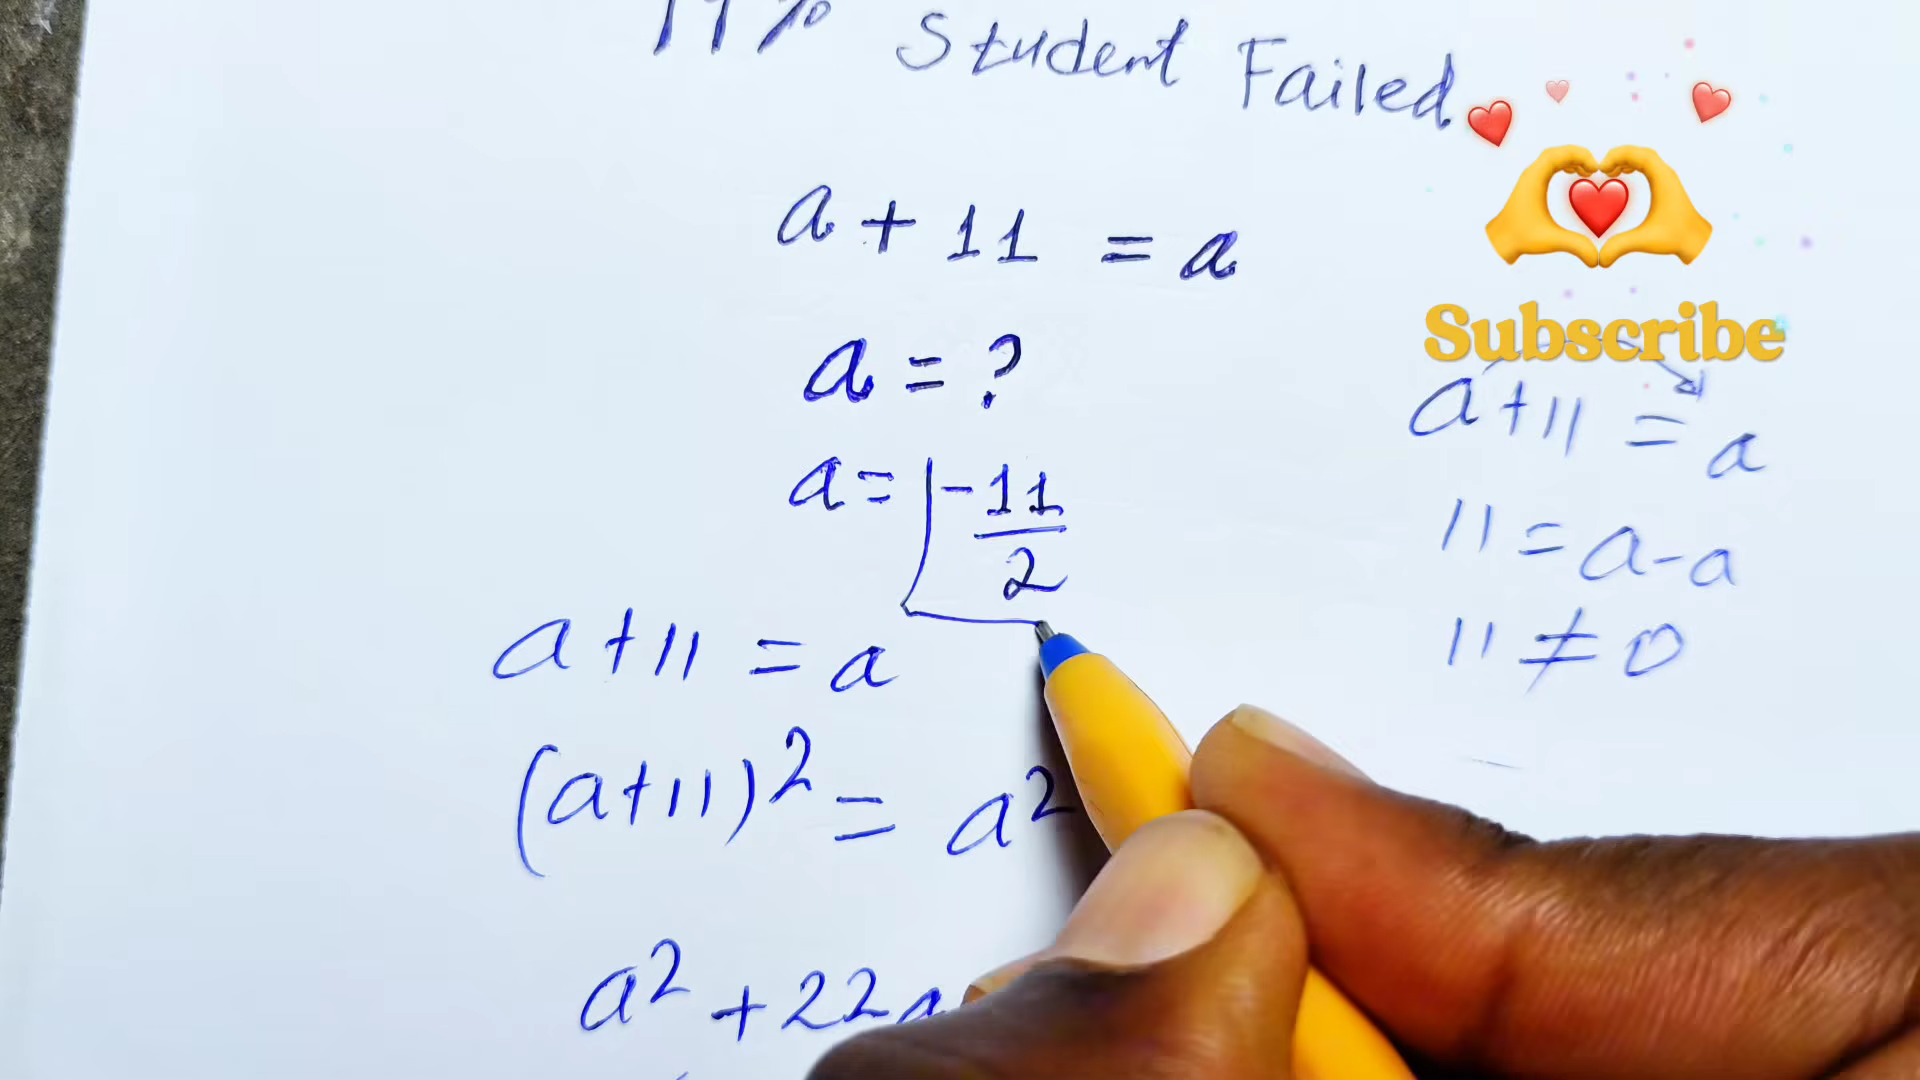 Student Failed
a + 11 = a
a = ?
a = -11/2
a + 11 = a
(a+11)² = a²
a² + 22a
Subscribe
a + 11 = a
11 = a - a
11 ≠ 0